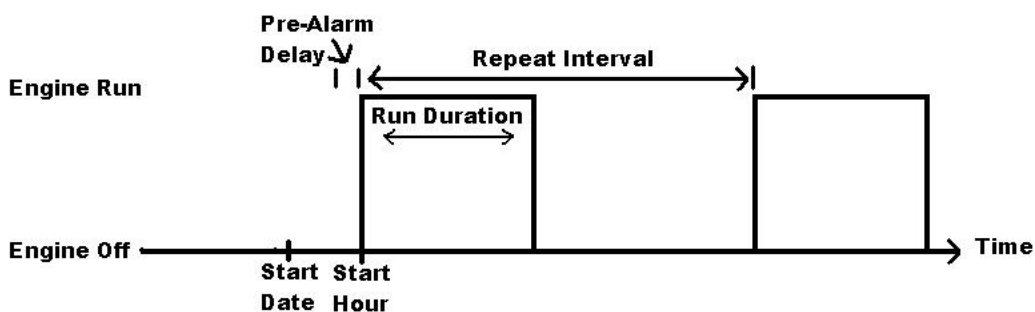 Pre-Alarm
Delay
Repeat Interval
Engine Run
Run Duration
Engine Off
Time
Start
Date
Start
Hour